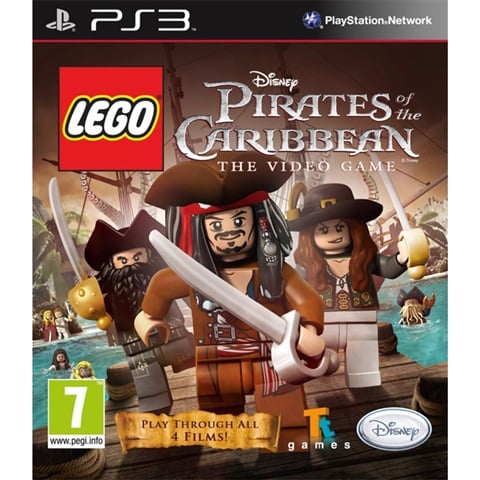 PS3
PlayStation®Network
LEGO
Disney
PIRATES of the
CARIBBEAN
© Disney
THE VIDEO GAME
7
www.pegi.info
PLAY THROUGH ALL
4 FILMS!
Tt
games
Disney